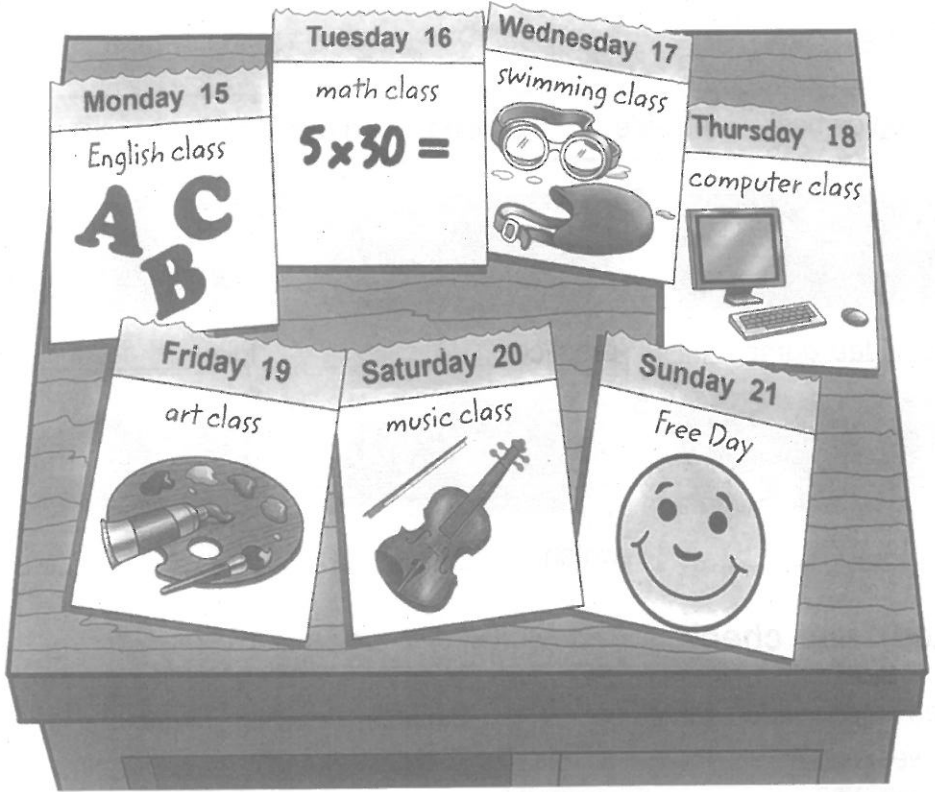 Monday 15
English class
A C
B
Tuesday 16
math class
5x30 =
Wednesday 17
swimming class
Thursday 18
computer class
Friday 19
art class
Saturday 20
music class
Sunday 21
Free Day